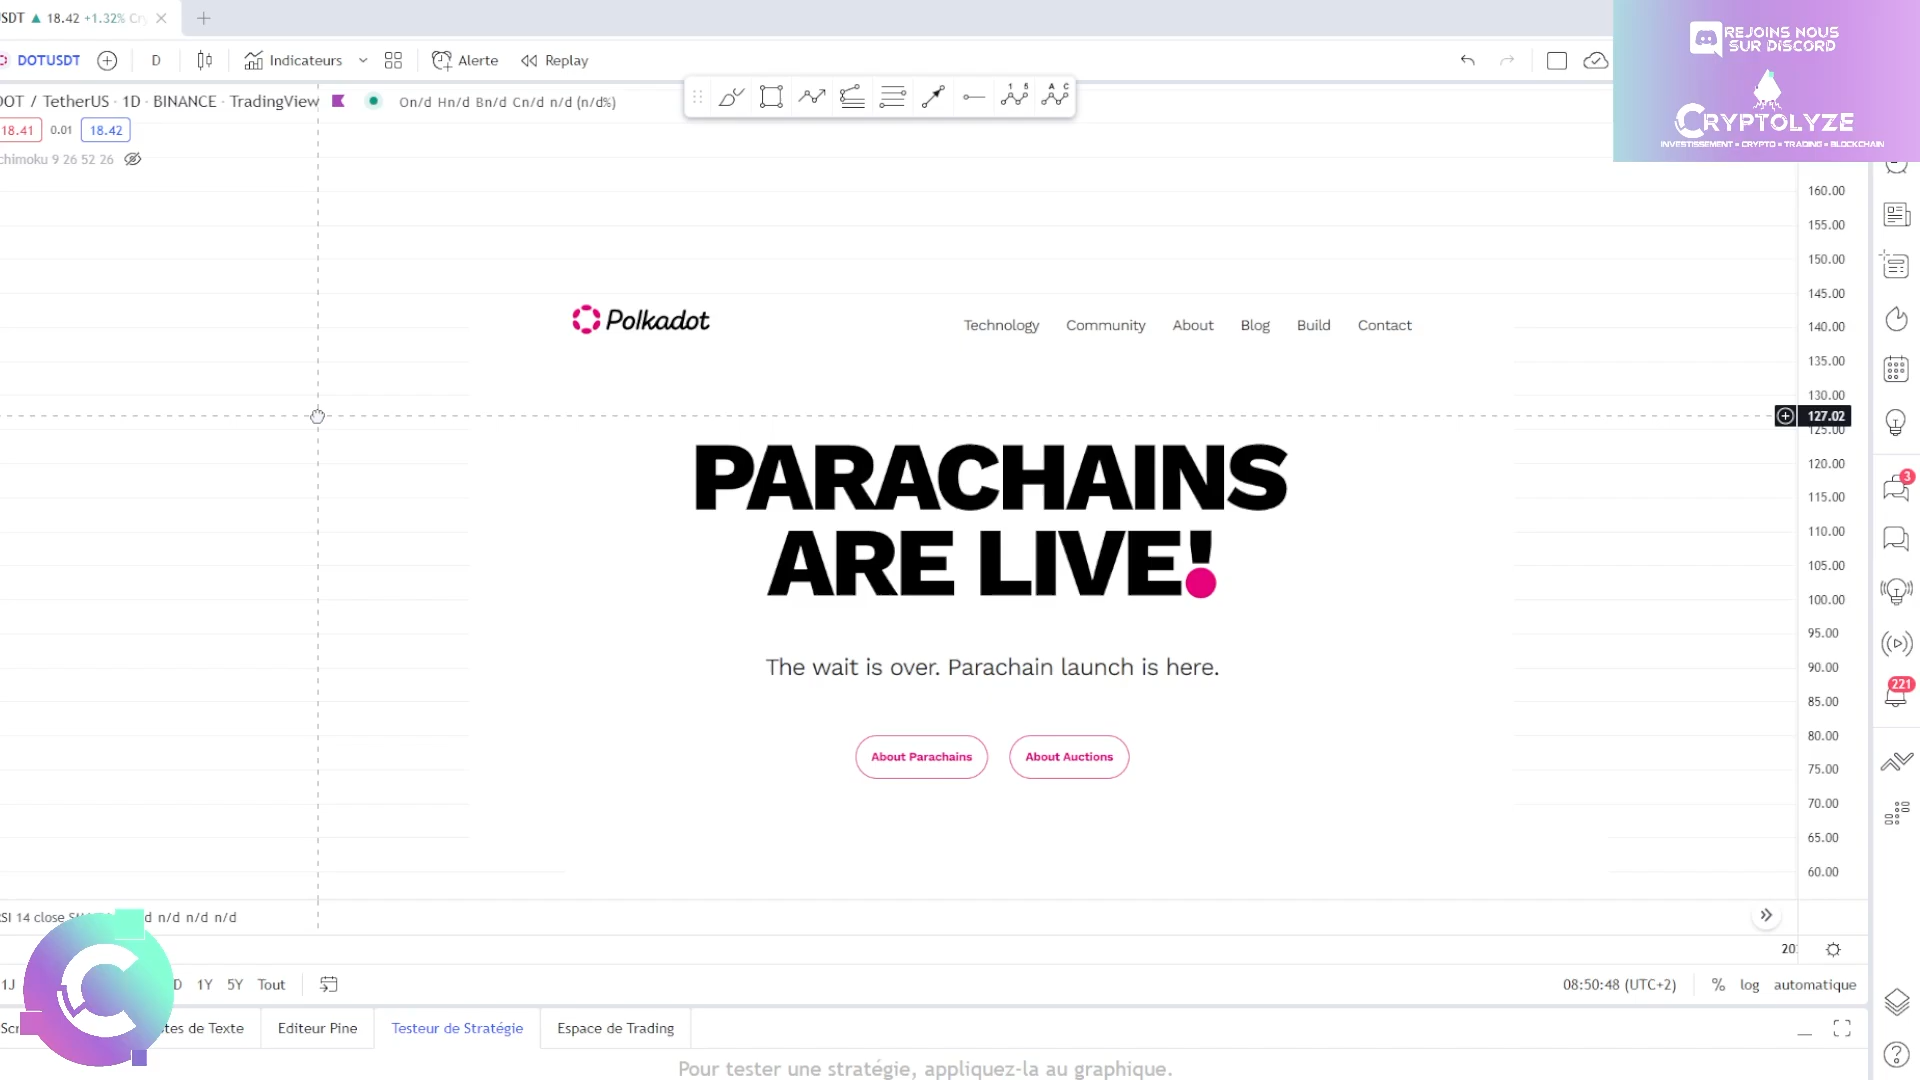 SDT ▲ 18.42 +1.32%
REJOINS NOUS
SUR DISCORD
CRYPTOLYZE
INVESTISSEMENT • CRYPTO • TRADING • BLOCKCHAIN
DOTUSDT
D
Indicateurs
Alerte
Replay
OT / TetherUS · 1D · BINANCE · TradingView
On/d Hn/d Bn/d Cn/d n/d (n/d%)
18.41
0.01
18.42
chimoku 9 26 52 26
160.00
155.00
150.00
145.00
140.00
135.00
130.00
127.02
125.00
120.00
115.00
110.00
105.00
100.00
95.00
90.00
85.00
80.00
75.00
70.00
65.00
60.00
3
221
Polkadot
Technology
Community
About
Blog
Build
Contact
PARACHAINS
ARE LIVE!
The wait is over. Parachain launch is here.
About Parachains
About Auctions
SI 14 close
n/d n/d n/d
20
1J
1Y
5Y
Tout
08:50:48 (UTC+2)
%
log
automatique
de Texte
Editeur Pine
Testeur de Stratégie
Espace de Trading
Pour tester une stratégie, appliquez-la au graphique.